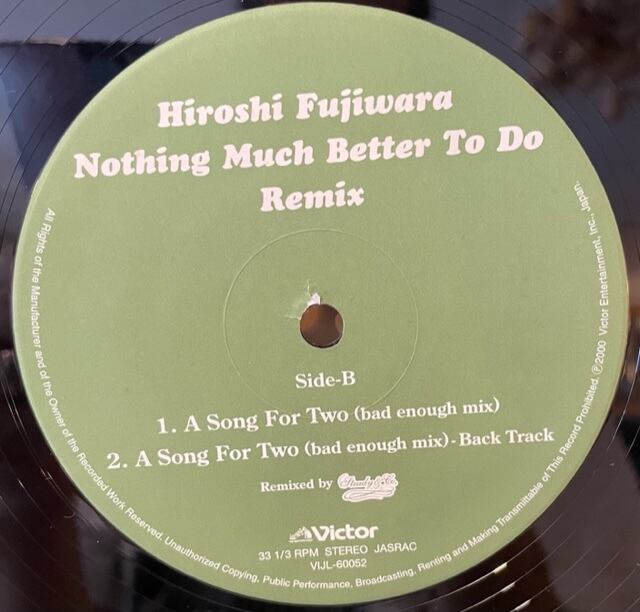 Hiroshi Fujiwara
Nothing Much Better To Do
Remix
Side-B
1. A Song For Two (bad enough mix)
2. A Song For Two (bad enough mix)-Back Track
Remixed by Steady&Co.
Victor
33 1/3 RPM STEREO JASRAC
VIJL-60052
All Rights of the Manufacturer and of the Owner of the Recorded Work Reserved. Unauthorized Copying, Public Performance, Broadcasting, Renting and Making Transmittable of This Record Prohibited. ℗2000 Victor Entertainment, Inc., Japan.